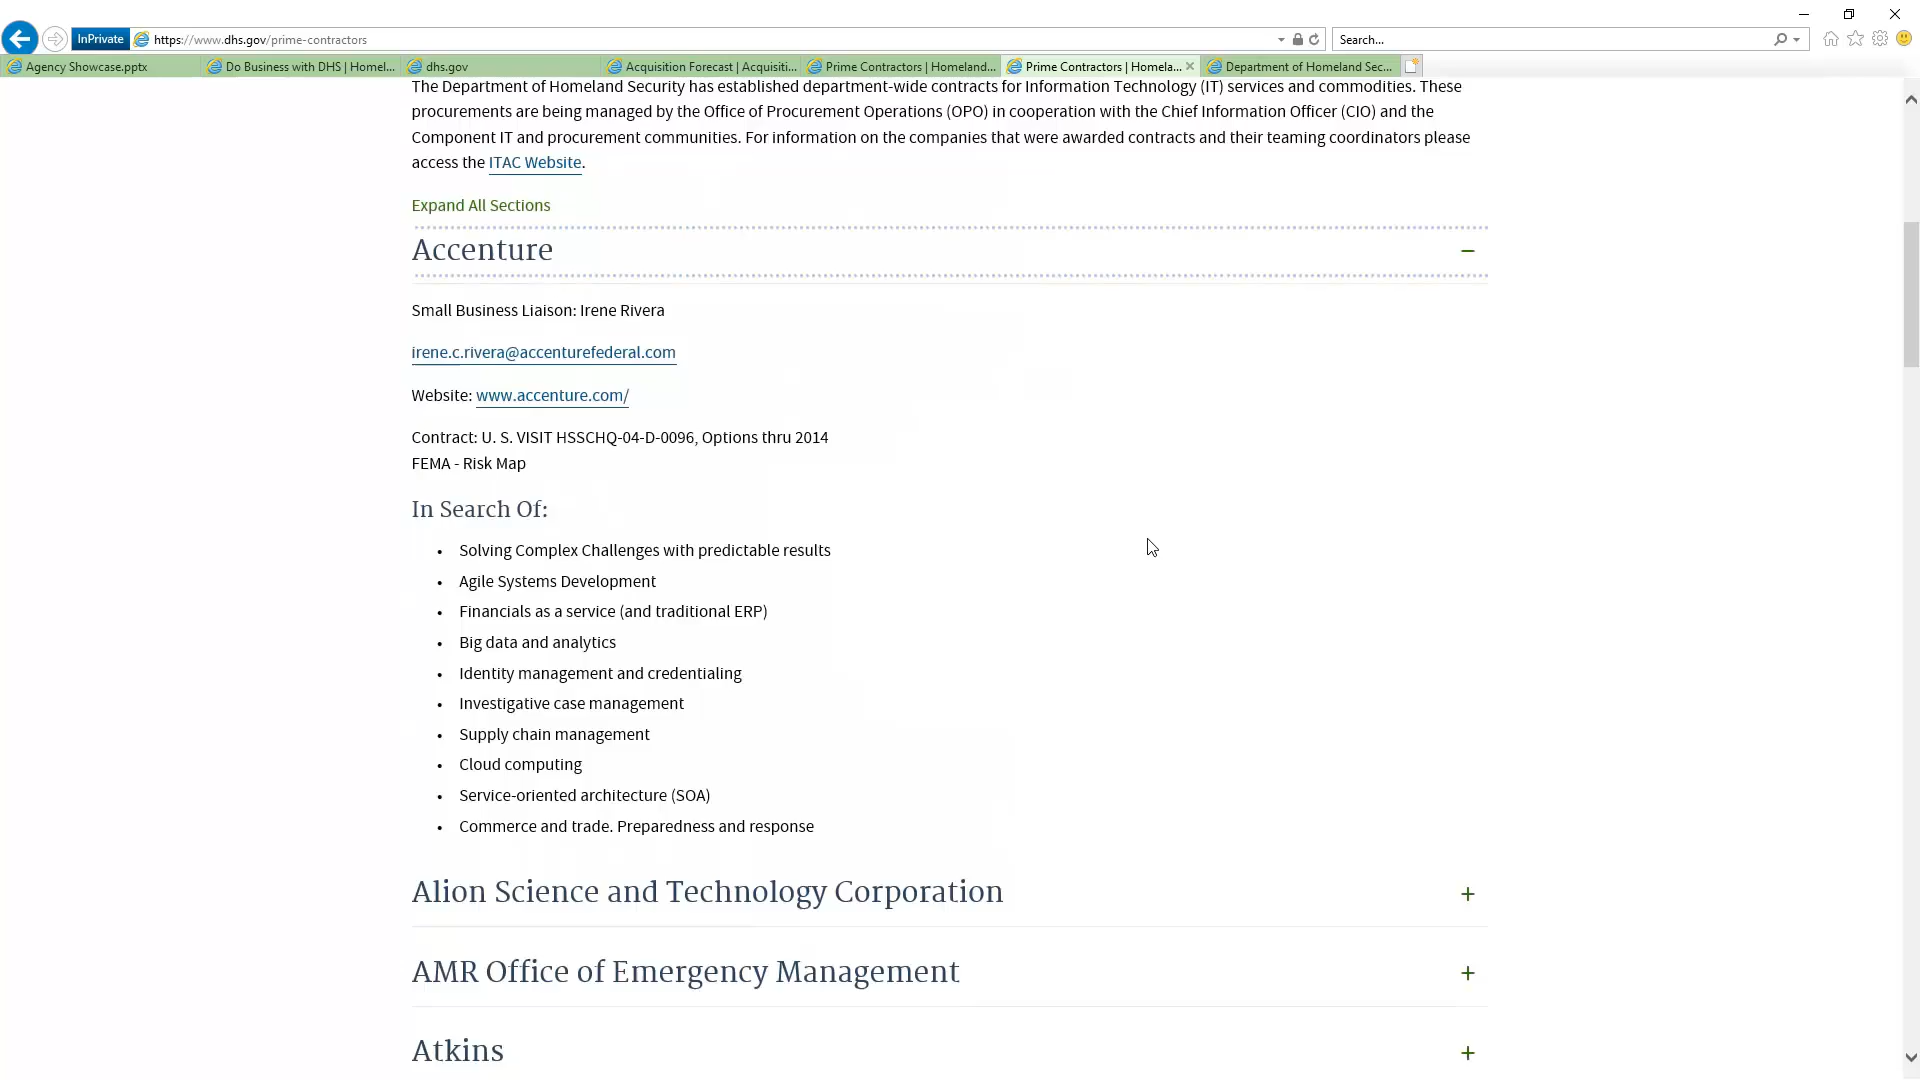 InPrivate
https://www.dhs.gov/prime-contractors
Search...
Agency Showcase.pptx
Do Business with DHS | Homel...
dhs.gov
Acquisition Forecast | Acquisiti...
Prime Contractors | Homeland...
Prime Contractors | Homela...
Department of Homeland Sec...
The Department of Homeland Security has established department-wide contracts for Information Technology (IT) services and commodities. These
procurements are being managed by the Office of Procurement Operations (OPO) in cooperation with the Chief Information Officer (CIO) and the
Component IT and procurement communities. For information on the companies that were awarded contracts and their teaming coordinators please
access the ITAC Website.
Expand All Sections
Accenture
Small Business Liaison: Irene Rivera
irene.c.rivera@accenturefederal.com
Website: www.accenture.com/
Contract: U. S. VISIT HSSCHQ-04-D-0096, Options thru 2014
FEMA - Risk Map
In Search Of:
• Solving Complex Challenges with predictable results
• Agile Systems Development
• Financials as a service (and traditional ERP)
• Big data and analytics
• Identity management and credentialing
• Investigative case management
• Supply chain management
• Cloud computing
• Service-oriented architecture (SOA)
• Commerce and trade. Preparedness and response
Alion Science and Technology Corporation
AMR Office of Emergency Management
Atkins